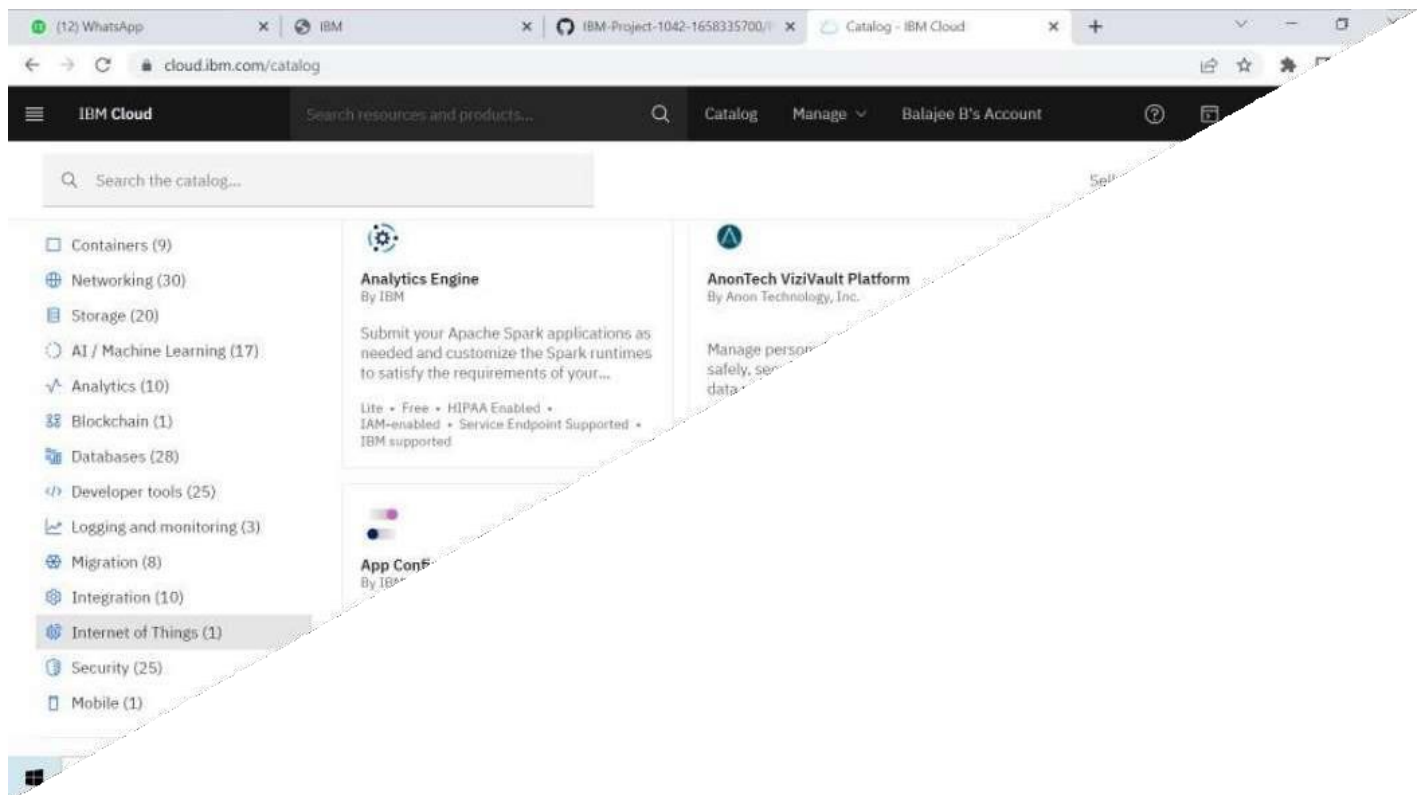 (12) WhatsApp
IBM
IBM-Project-1042-1658335700/
Catalog - IBM Cloud
cloud.ibm.com/catalog
IBM Cloud
Search resources and products...
Catalog
Manage
Balajee B's Account
Search the catalog...
Sell
Containers (9)
Networking (30)
Storage (20)
AI / Machine Learning (17)
Analytics (10)
Blockchain (1)
Databases (28)
Developer tools (25)
Logging and monitoring (3)
Migration (8)
Integration (10)
Internet of Things (1)
Security (25)
Mobile (1)
Analytics Engine
By IBM
Submit your Apache Spark applications as
needed and customize the Spark runtimes
to satisfy the requirements of your...
Lite • Free • HIPAA Enabled •
IAM-enabled • Service Endpoint Supported •
IBM supported
AnonTech ViziVault Platform
By Anon Technology, Inc.
Manage
safely,
data
App
By